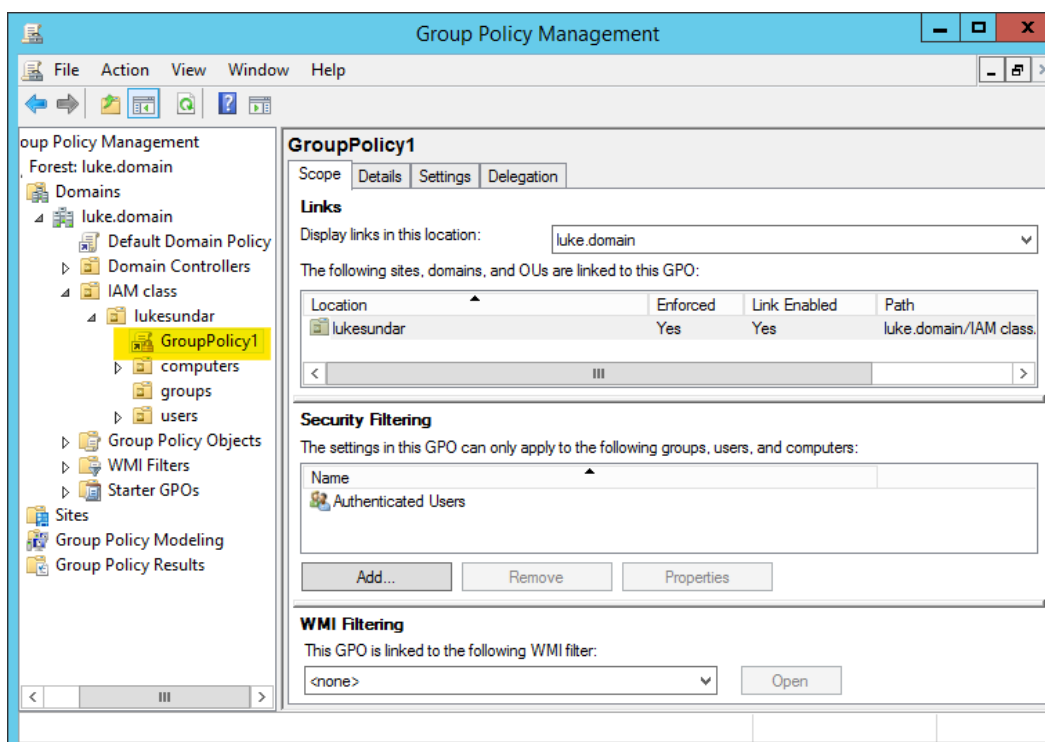 Group Policy Management
File Action View Window Help
oup Policy Management
Forest: luke.domain
Domains
luke.domain
Default Domain Policy
Domain Controllers
IAM class
lukesundar
GroupPolicy1
computers
groups
users
Group Policy Objects
WMI Filters
Starter GPOs
Sites
Group Policy Modeling
Group Policy Results
GroupPolicy1
Scope Details Settings Delegation
Links
Display links in this location: luke.domain
The following sites, domains, and OUs are linked to this GPO:
Location Enforced Link Enabled Path
lukesundar Yes Yes luke.domain/IAM class.
Security Filtering
The settings in this GPO can only apply to the following groups, users, and computers:
Name
Authenticated Users
Add... Remove Properties
WMI Filtering
This GPO is linked to the following WMI filter:
<none> Open